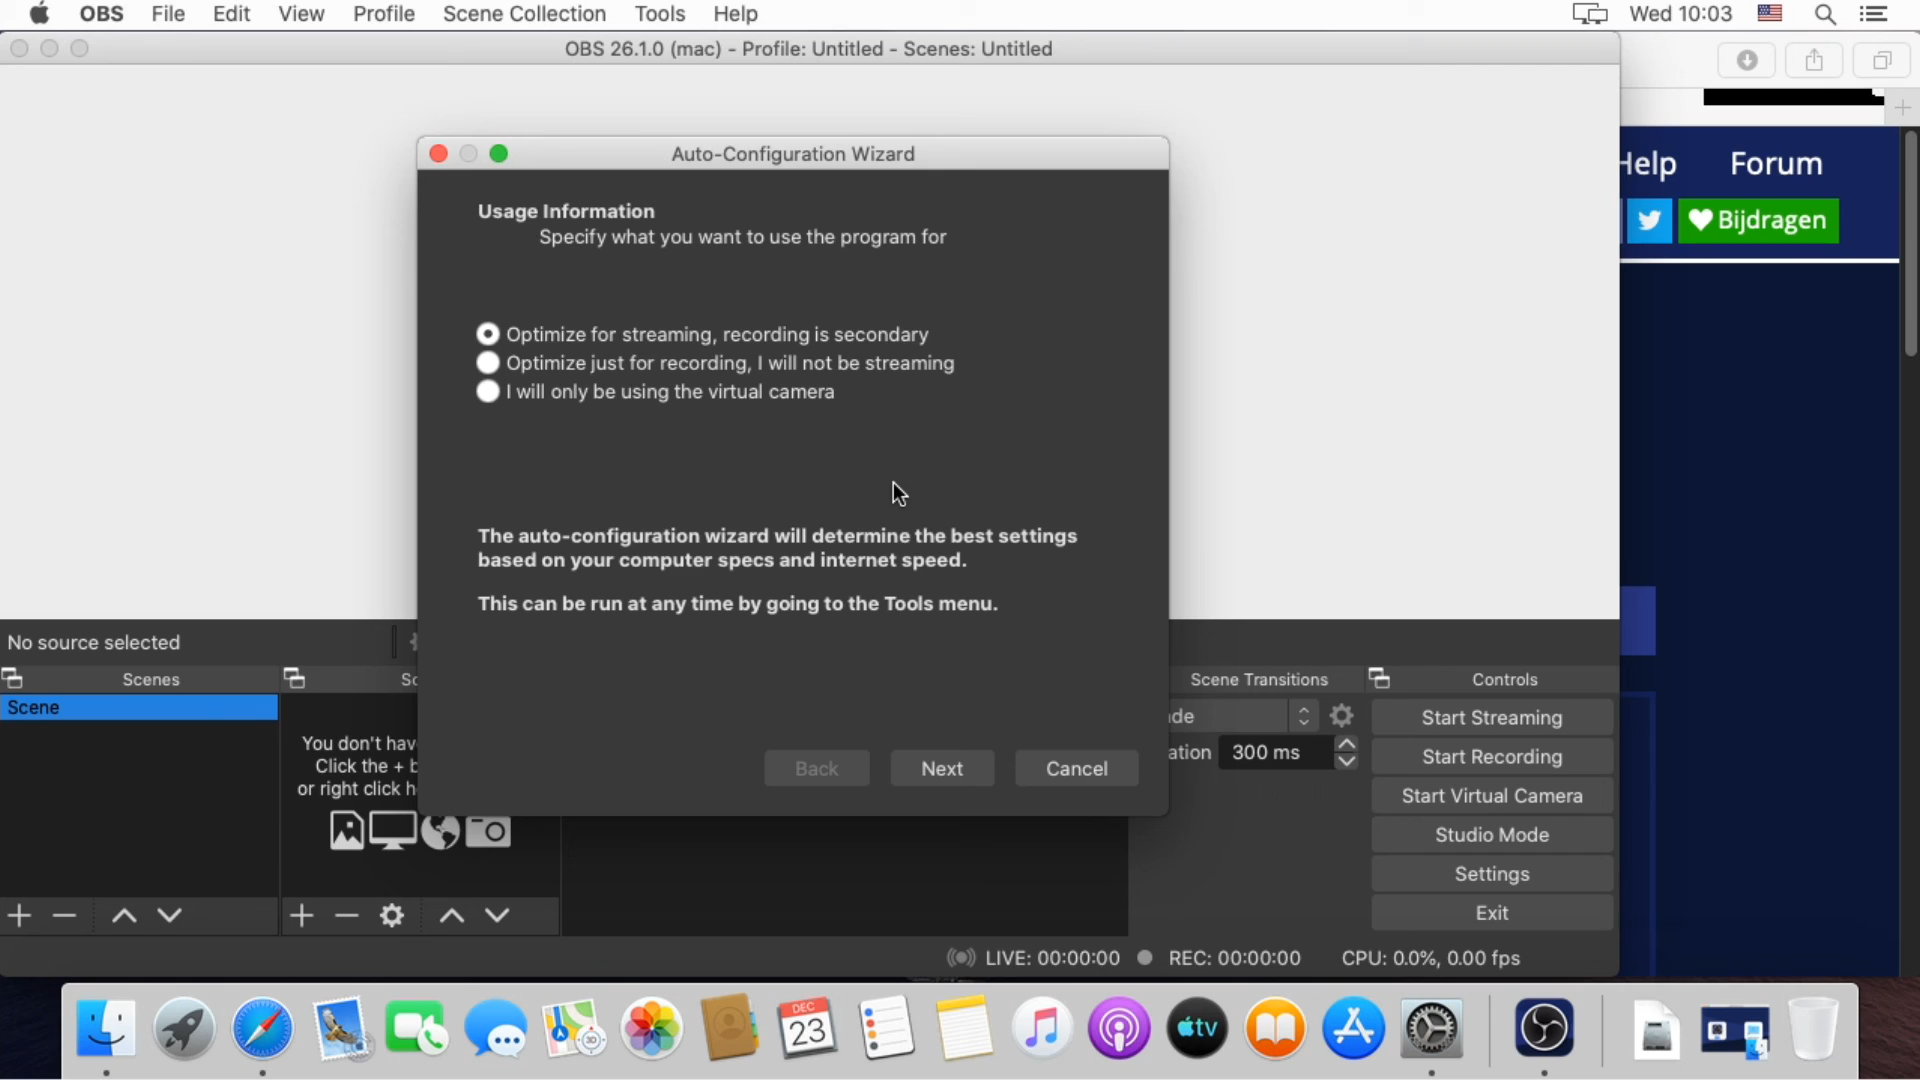 OBS File Edit View Profile Scene Collection Tools Help Wed 10:03
OBS 26.1.0 (mac) - Profile: Untitled - Scenes: Untitled
Auto-Configuration Wizard
Help Forum
Bijdragen
Usage Information
Specify what you want to use the program for
Optimize for streaming, recording is secondary
Optimize just for recording, I will not be streaming
I will only be using the virtual camera
The auto-configuration wizard will determine the best settings
based on your computer specs and internet speed.
This can be run at any time by going to the Tools menu.
Back Next Cancel
No source selected
Scenes
Scene
You don't hav
Click the +
or right click
Scene Transitions
300 ms
Controls
Start Streaming
Start Recording
Start Virtual Camera
Studio Mode
Settings
Exit
LIVE: 00:00:00 REC: 00:00:00 CPU: 0.0%, 0.00 fps
3D
DEC
23
tv